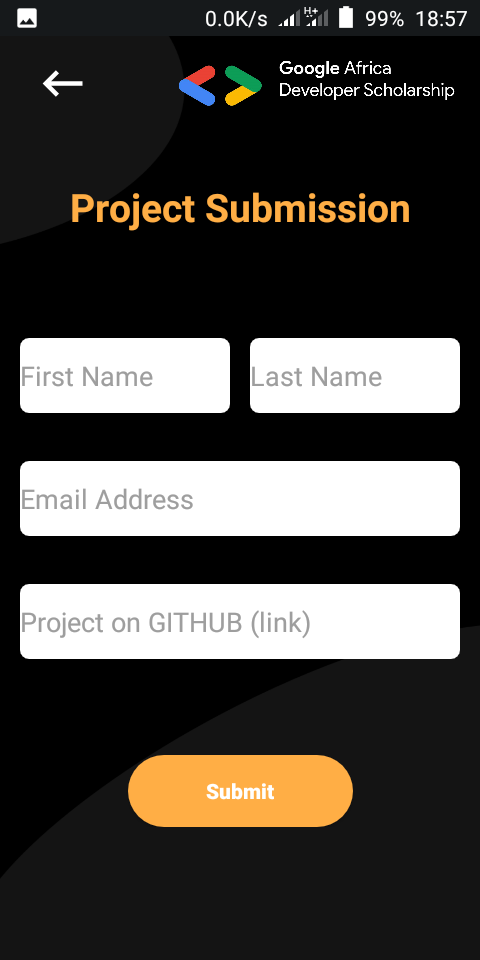 0.0K/s H+ 99% 18:57
Google Africa
Developer Scholarship
Project Submission
First Name Last Name
Email Address
Project on GITHUB (link)
Submit